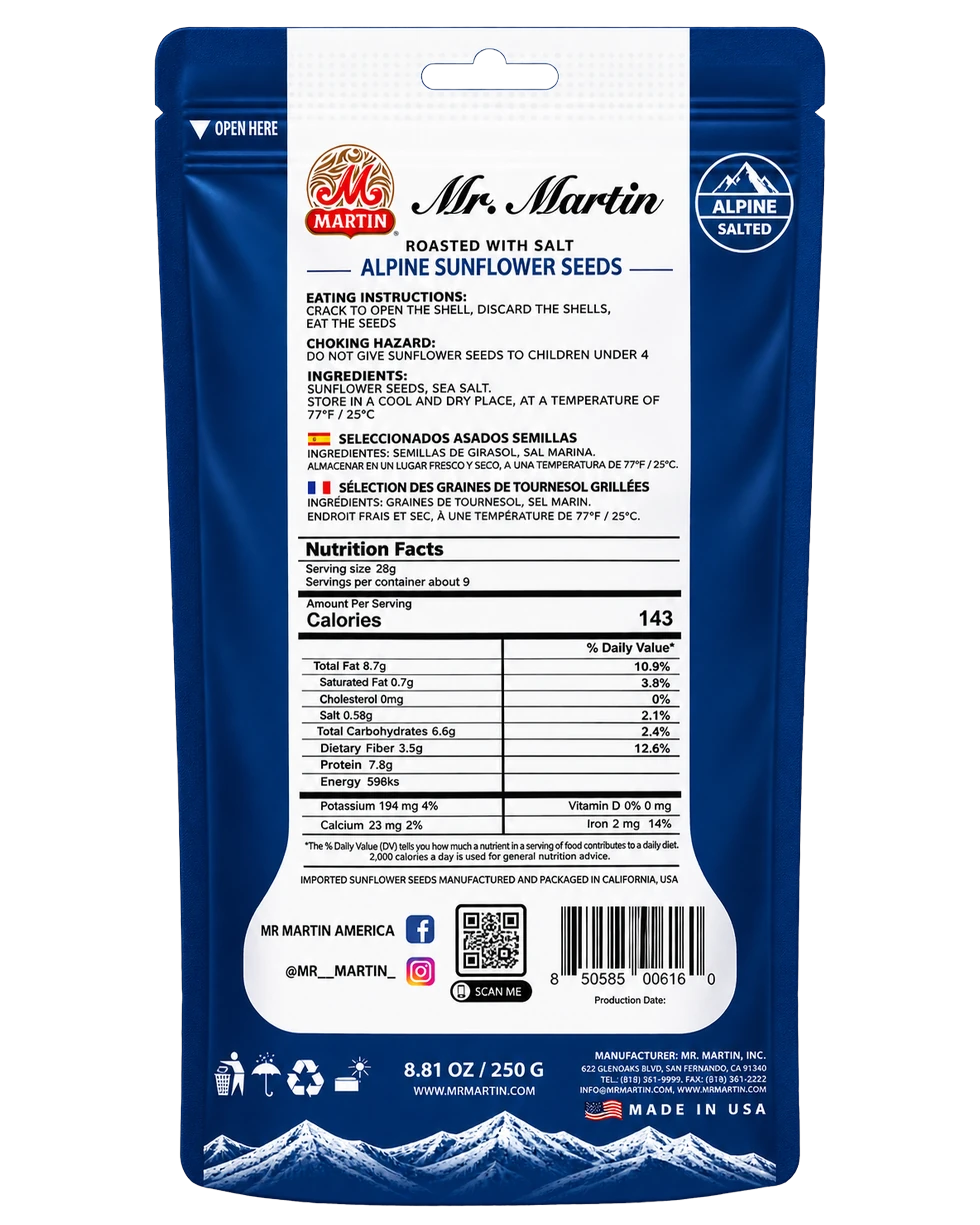 OPEN HERE
M
MARTIN
®
Mr. Martin
ALPINE
SALTED
ROASTED WITH SALT
ALPINE SUNFLOWER SEEDS
EATING INSTRUCTIONS:
CRACK TO OPEN THE SHELL, DISCARD THE SHELLS,
EAT THE SEEDS
CHOKING HAZARD:
DO NOT GIVE SUNFLOWER SEEDS TO CHILDREN UNDER 4
INGREDIENTS:
SUNFLOWER SEEDS, SEA SALT.
STORE IN A COOL AND DRY PLACE, AT A TEMPERATURE OF
77°F / 25°C
SELECCIONADOS ASADOS SEMILLAS
INGREDIENTES: SEMILLAS DE GIRASOL, SAL MARINA.
ALMACENAR EN UN LUGAR FRESCO Y SECO, A UNA TEMPERATURA DE 77°F / 25°C.
SÉLECTION DES GRAINES DE TOURNESOL GRILLÉES
INGRÉDIENTS: GRAINES DE TOURNESOL, SEL MARIN.
ENDROIT FRAIS ET SEC, À UNE TEMPÉRATURE DE 77°F / 25°C.
Nutrition Facts
Serving size 28g
Servings per container about 9
Amount Per Serving
Calories 143
% Daily Value*
Total Fat 8.7g 10.9%
Saturated Fat 0.7g 3.8%
Cholesterol 0mg 0%
Salt 0.58g 2.1%
Total Carbohydrates 6.6g 2.4%
Dietary Fiber 3.5g 12.6%
Protein 7.8g
Energy 596ks
Potassium 194 mg 4% Vitamin D 0% 0 mg
Calcium 23 mg 2% Iron 2 mg 14%
*The % Daily Value (DV) tells you how much a nutrient in a serving of food contributes to a daily diet.
2,000 calories a day is used for general nutrition advice.
IMPORTED SUNFLOWER SEEDS MANUFACTURED AND PACKAGED IN CALIFORNIA, USA
MR MARTIN AMERICA
@MR__MARTIN_
SCAN ME
8 50585 00616 0
Production Date:
8.81 OZ / 250 G
WWW.MRMARTIN.COM
MANUFACTURER: MR. MARTIN, INC.
622 GLENOAKS BLVD, SAN FERNANDO, CA 91340
TEL.: (818) 361-9999. FAX: (818) 361-2222
INFO@MRMARTIN.COM, WWW.MRMARTIN.COM
MADE IN USA